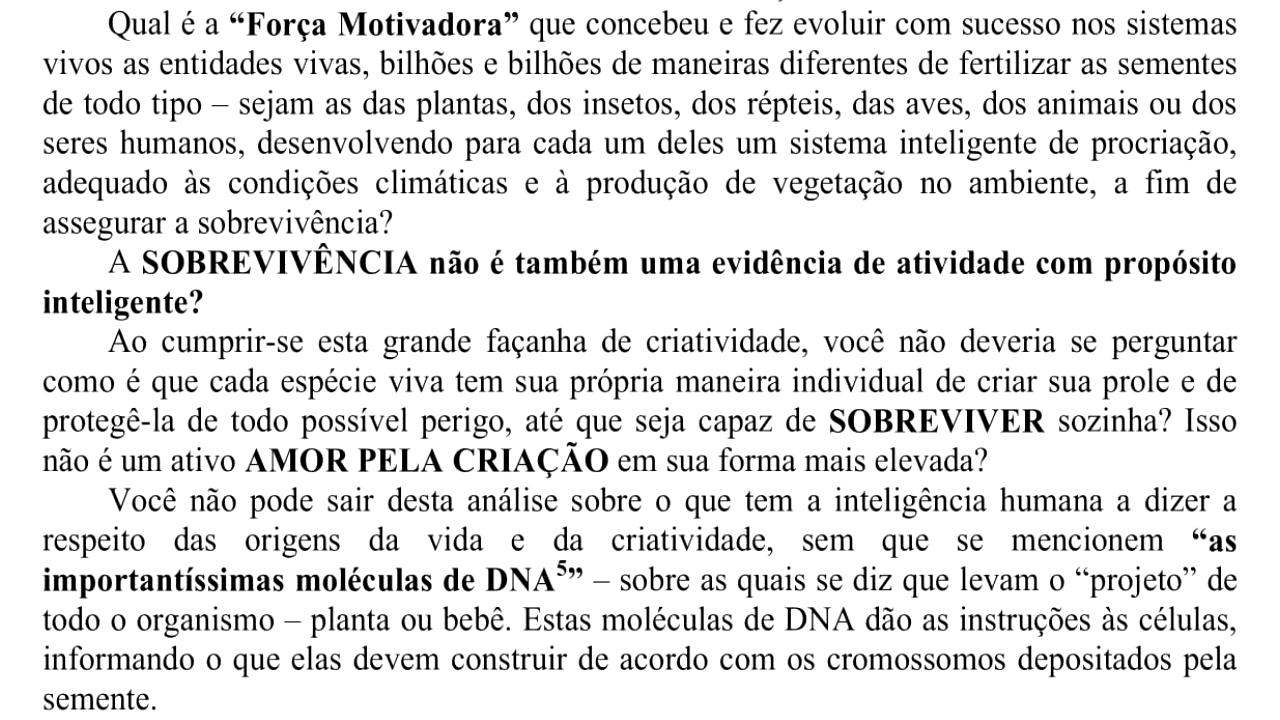 Qual é a “Força Motivadora” que concebeu e fez evoluir com sucesso nos sistemas
vivos as entidades vivas, bilhões e bilhões de maneiras diferentes de fertilizar as sementes
de todo tipo – sejam as das plantas, dos insetos, dos répteis, das aves, dos animais ou dos
seres humanos, desenvolvendo para cada um deles um sistema inteligente de procriação,
adequado às condições climáticas e à produção de vegetação no ambiente, a fim de
assegurar a sobrevivência?
A SOBREVIVÊNCIA não é também uma evidência de atividade com propósito
inteligente?
Ao cumprir-se esta grande façanha de criatividade, você não deveria se perguntar
como é que cada espécie viva tem sua própria maneira individual de criar sua prole e de
protegê-la de todo possível perigo, até que seja capaz de SOBREVIVER sozinha? Isso
não é um ativo AMOR PELA CRIAÇÃO em sua forma mais elevada?
Você não pode sair desta análise sobre o que tem a inteligência humana a dizer a
respeito das origens da vida e da criatividade, sem que se mencionem “as
importantíssimas moléculas de DNA⁵” – sobre as quais se diz que levam o “projeto” de
todo o organismo – planta ou bebê. Estas moléculas de DNA dão as instruções às células,
informando o que elas devem construir de acordo com os cromossomos depositados pela
semente.